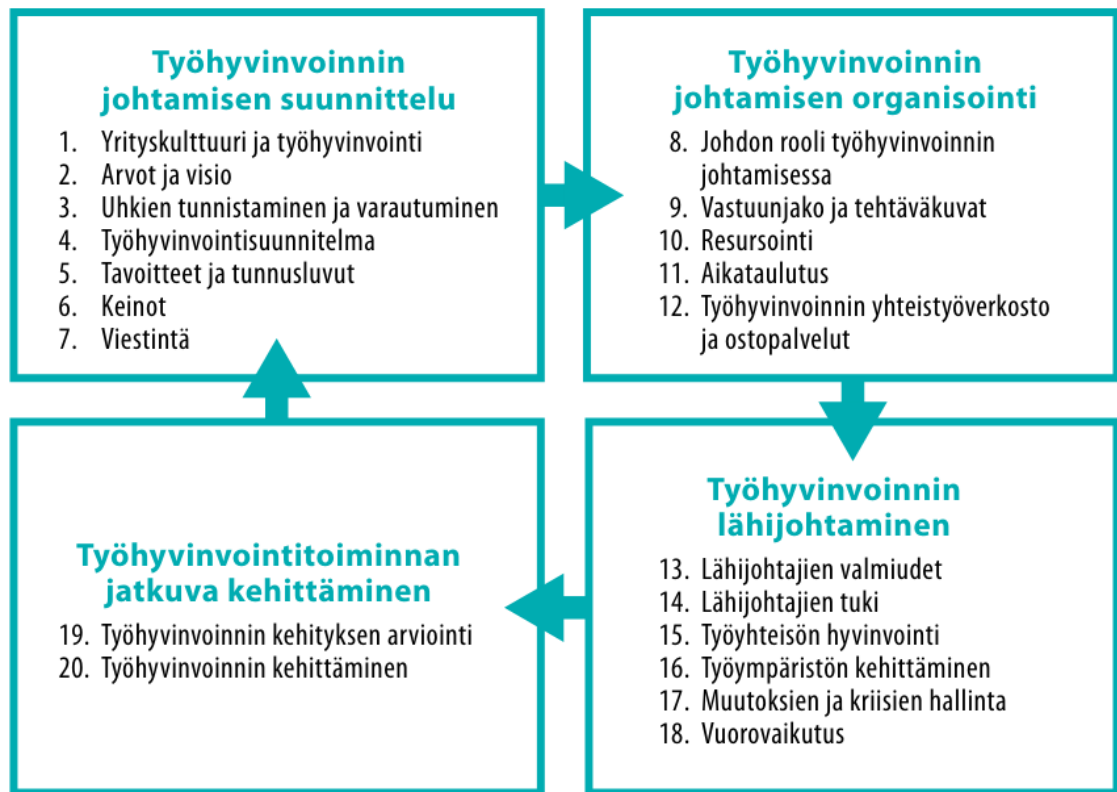 Työhyvinvoinnin
johtamisen suunnittelu
1. Yrityskulttuuri ja työhyvinvointi
2. Arvot ja visio
3. Uhkien tunnistaminen ja varautuminen
4. Työhyvinvointisuunnitelma
5. Tavoitteet ja tunnusluvut
6. Keinot
7. Viestintä
Työhyvinvoinnin
johtamisen organisointi
8. Johdon rooli työhyvinvoinnin
johtamisessa
9. Vastuunjako ja tehtäväkuvat
10. Resursointi
11. Aikataulutus
12. Työhyvinvoinnin yhteistyöverkosto
ja ostopalvelut
Työhyvinvoinnin
lähijohtaminen
13. Lähijohtajien valmiudet
14. Lähijohtajien tuki
15. Työyhteisön hyvinvointi
16. Työympäristön kehittäminen
17. Muutoksien ja kriisien hallinta
18. Vuorovaikutus
Työhyvinvointitoiminnan
jatkuva kehittäminen
19. Työhyvinvoinnin kehityksen arviointi
20. Työhyvinvoinnin kehittäminen